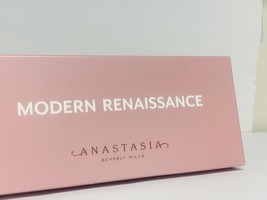 MODERN RENAISSANCE
ANASTASIA
BEVERLY HILLS